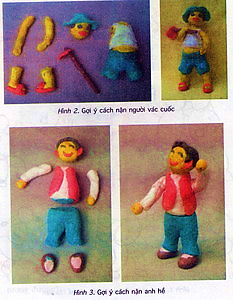 Hình 2. Gợi ý cách nặn người vác cuốc
Hình 3. Gợi ý cách nặn anh hề